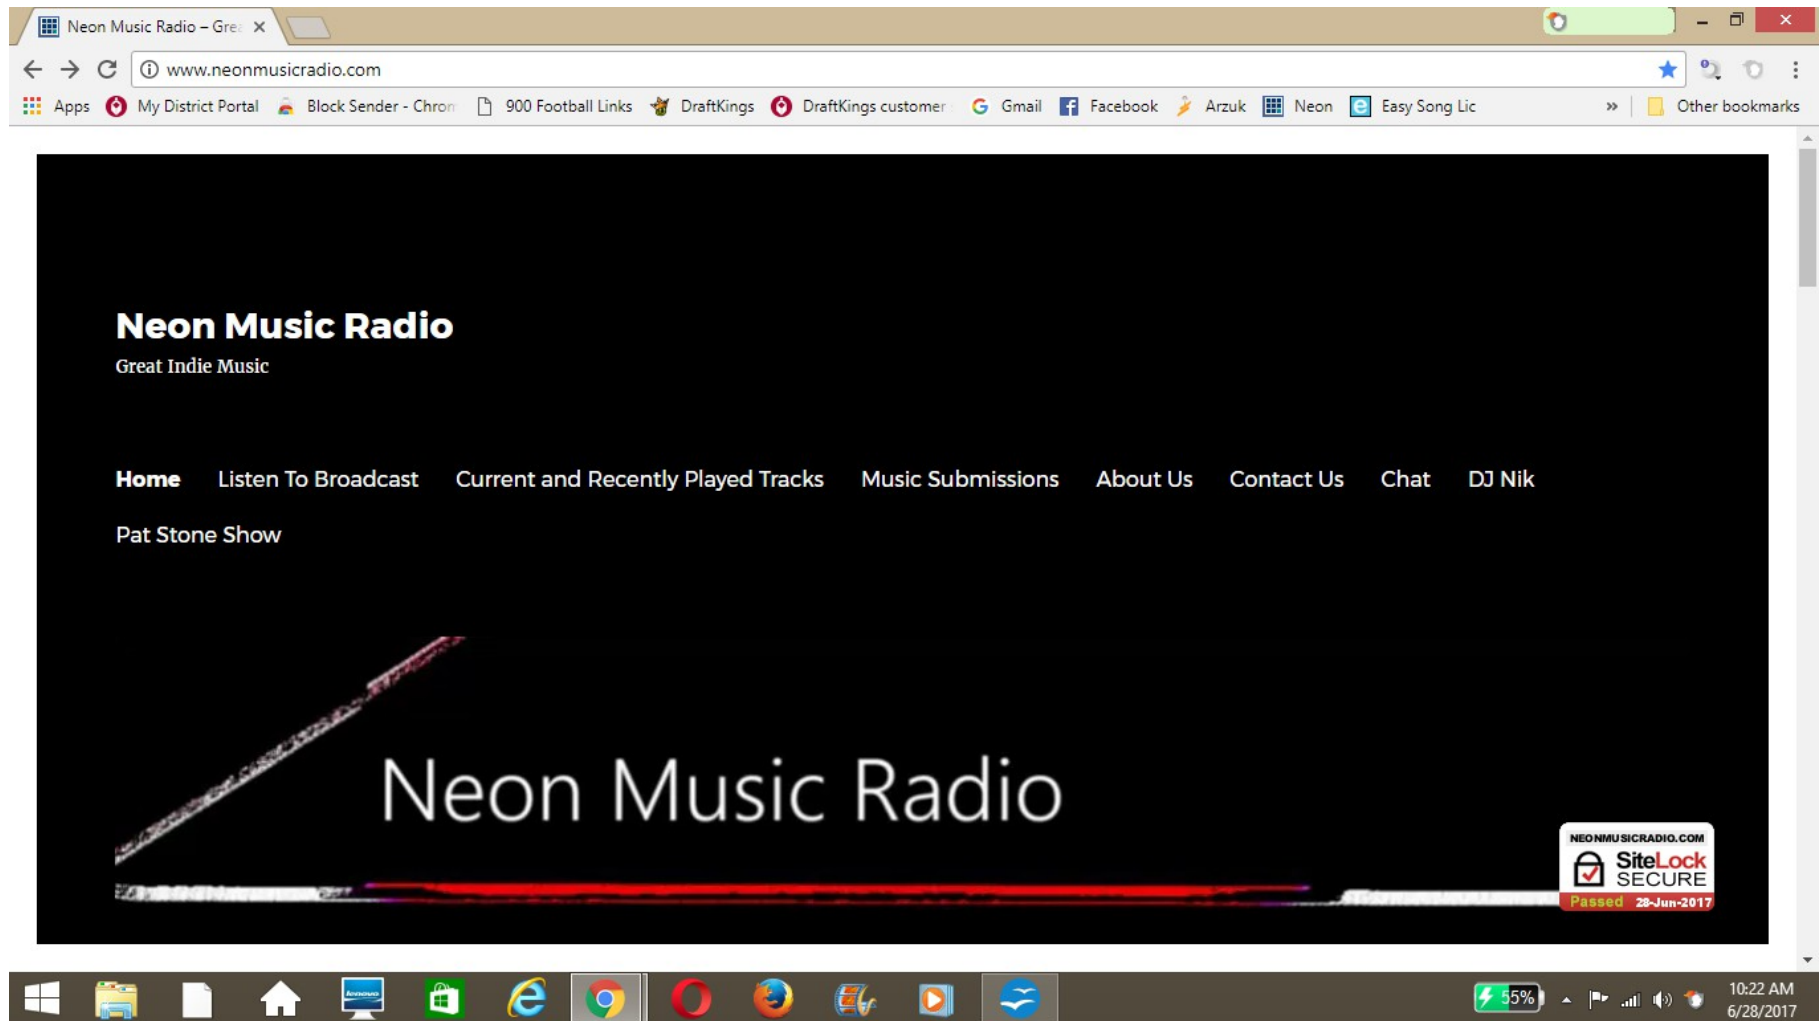 Neon Music Radio – Gre
www.neonmusicradio.com
Apps My District Portal Block Sender - Chrom 900 Football Links DraftKings DraftKings customer Gmail Facebook Arzuk Neon Easy Song Lic » Other bookmarks
Neon Music Radio
Great Indie Music
Home Listen To Broadcast Current and Recently Played Tracks Music Submissions About Us Contact Us Chat DJ Nik
Pat Stone Show
Neon Music Radio
NEONMUSICRADIO.COM
SiteLock
SECURE
Passed 28-Jun-2017
lenovo
55%
10:22 AM
6/28/2017